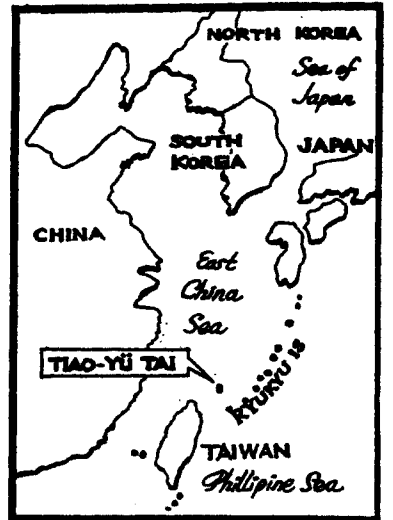 NORTH KOREA
Sea of
Japan
SOUTH
KOREA
JAPAN
CHINA
East
China
Sea
TIAO-YÜ TAI
RYUKYU IS
TAIWAN
Phillipine Sea